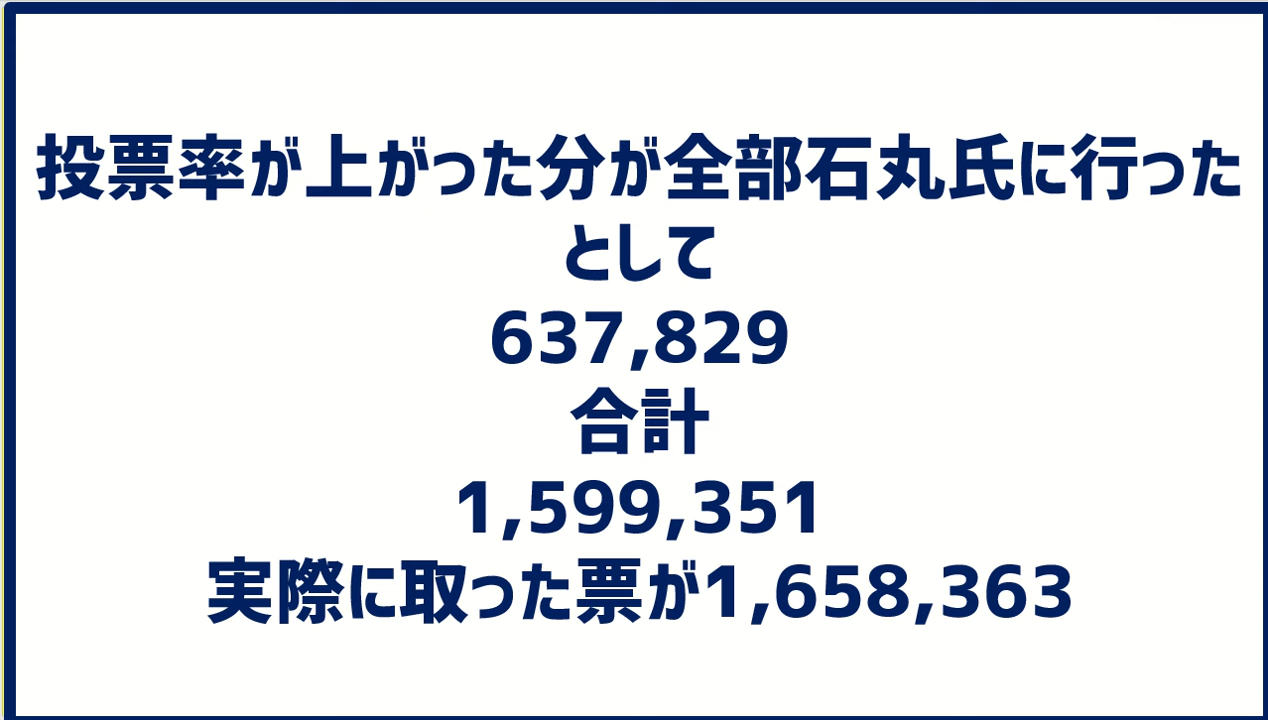 投票率が上がった分が全部石丸氏に行った
として
637,829
合計
1,599,351
実際に取った票が1,658,363